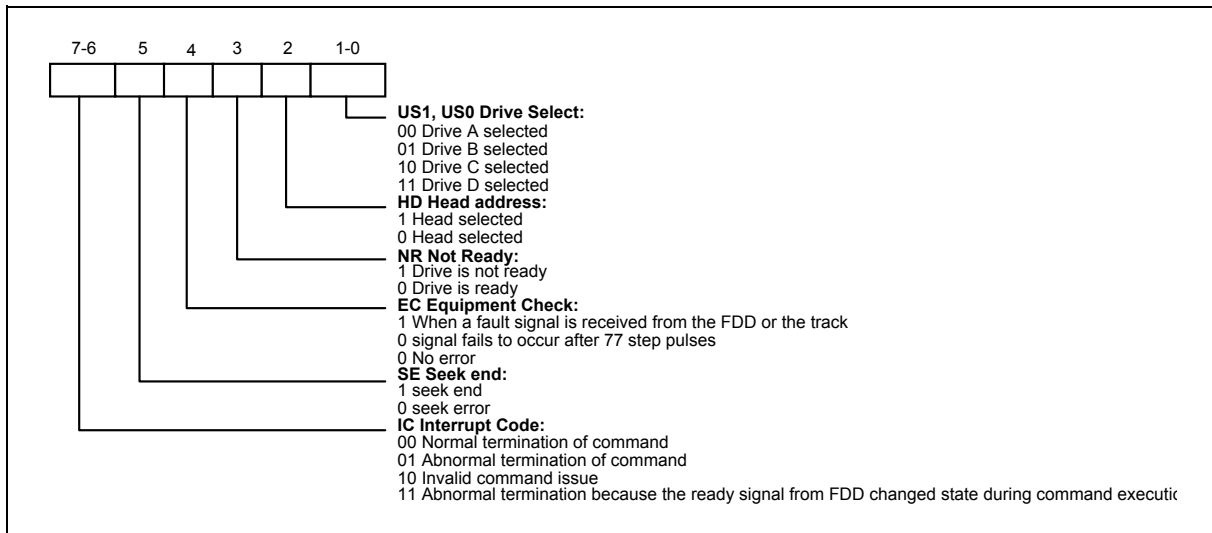 7-6 5 4 3 2 1-0
US1, US0 Drive Select:
00 Drive A selected
01 Drive B selected
10 Drive C selected
11 Drive D selected
HD Head address:
1 Head selected
0 Head selected
NR Not Ready:
1 Drive is not ready
0 Drive is ready
EC Equipment Check:
1 When a fault signal is received from the FDD or the track
0 signal fails to occur after 77 step pulses
0 No error
SE Seek end:
1 seek end
0 seek error
IC Interrupt Code:
00 Normal termination of command
01 Abnormal termination of command
10 Invalid command issue
11 Abnormal termination because the ready signal from FDD changed state during command